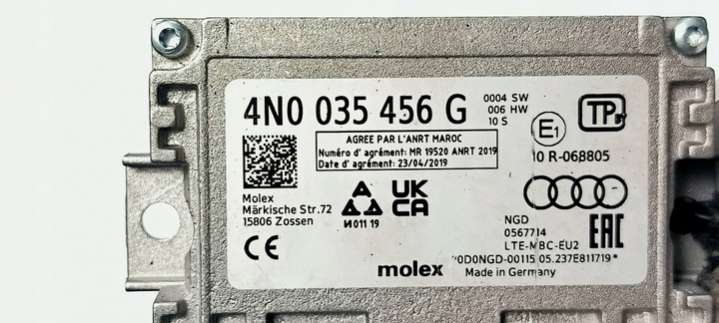 4N0 035 456 G
0004 SW
006 HW
10 S
E1
TP
AGREE PAR L'ANRT MAROC
Numéro d' agrément: MR 19520 ANRT 2019
Date d' agrément: 23/04/2019
10 R-068805
Molex
Märkische Str.72
15806 Zossen
UK
CA
011 19
NGD
0567714
LTE-MBC-EU2
EAC
CE
molex
*0D0NGD-00115 05.237E811719*
Made in Germany